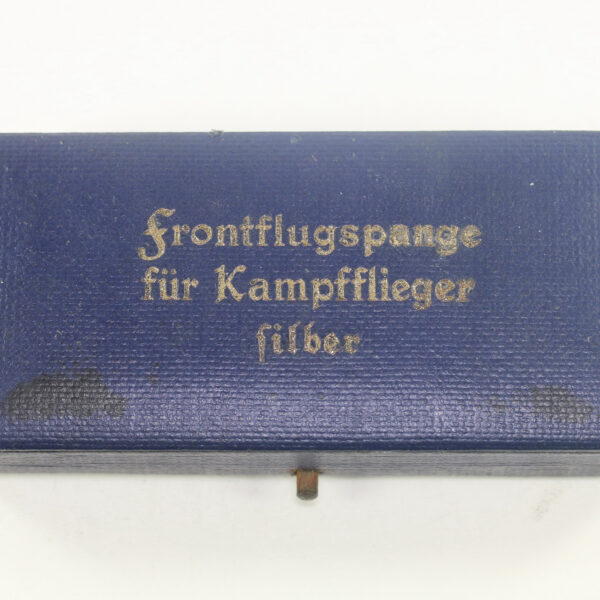 Frontflugspange
für Kampfflieger
ſilber